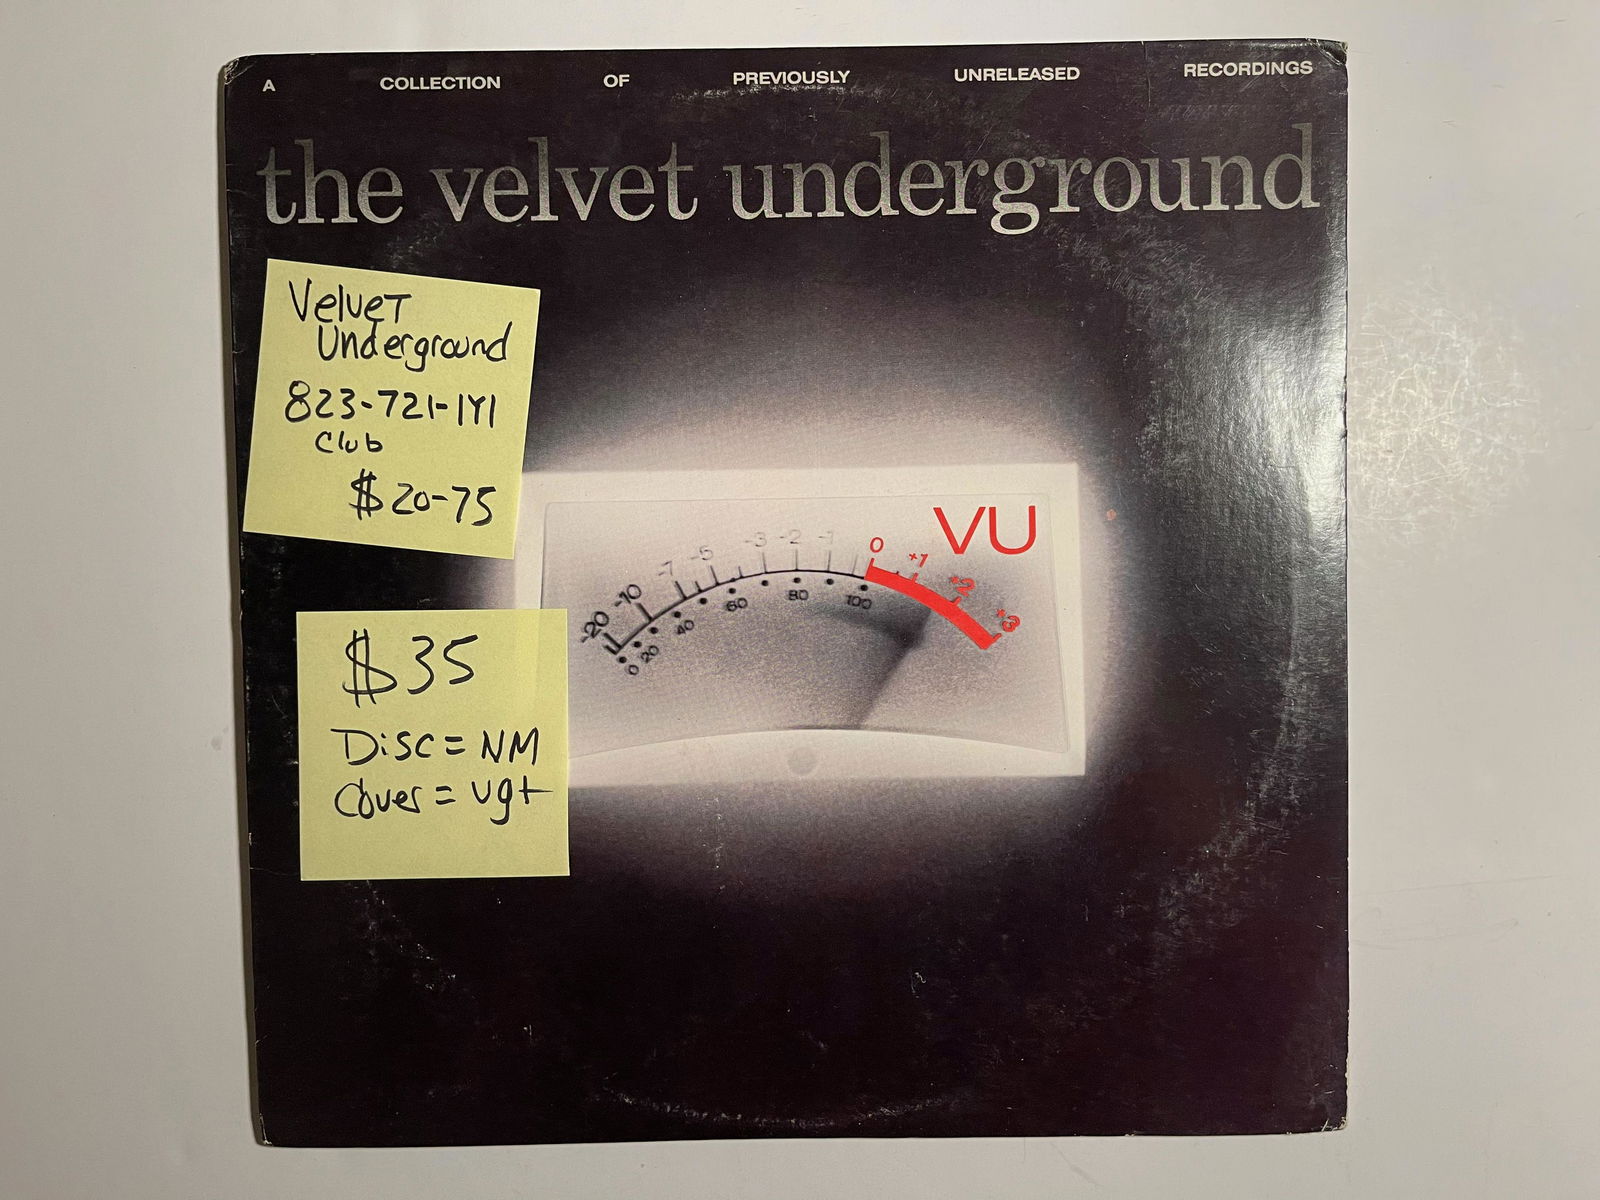 A COLLECTION OF PREVIOUSLY UNRELEASED RECORDINGS
the velvet underground
Velvet
Underground
823-721-1Y1
Club
$20-75
$35
Disc = NM
Cover = vg+
VU
-20 -10 -7 -5 -3 -2 -1 0 +1 +2 +3
0 20 40 60 80 100